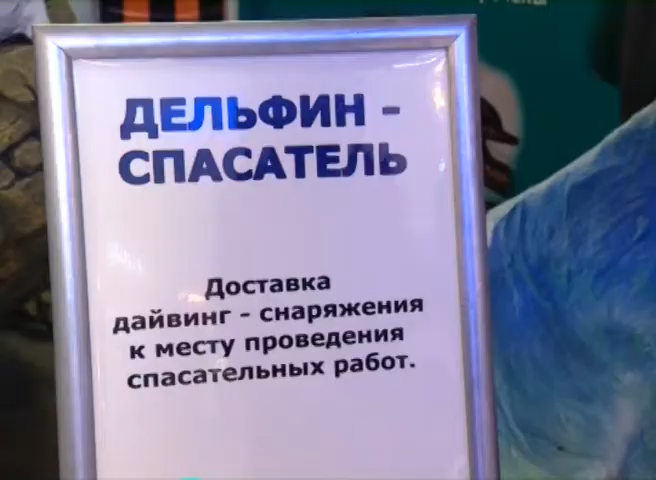 ДЕЛЬФИН -
СПАСАТЕЛЬ
Доставка
дайвинг - снаряжения
к месту проведения
спасательных работ.